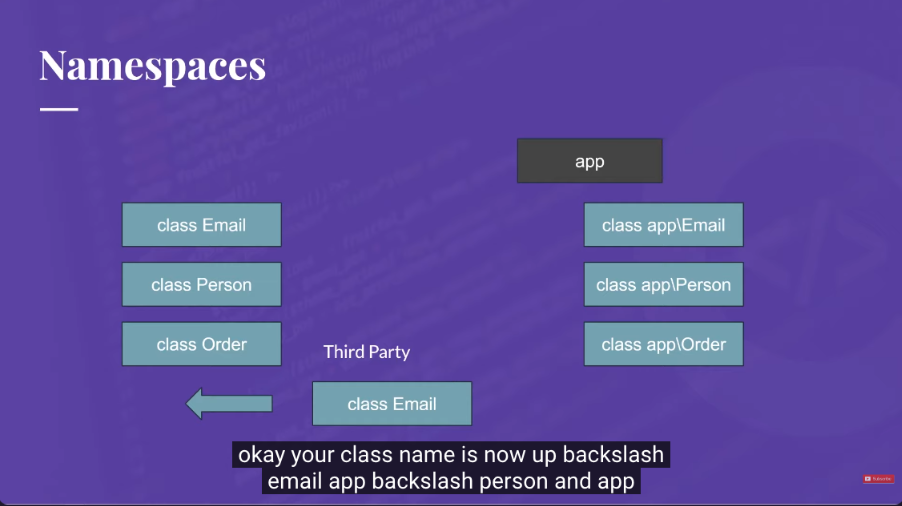 Namespaces
app
class Email
class app\Email
class Person
class app\Person
class Order
class app\Order
Third Party
class Email
okay your class name is now up backslash
email app backslash person and app
Subscribe